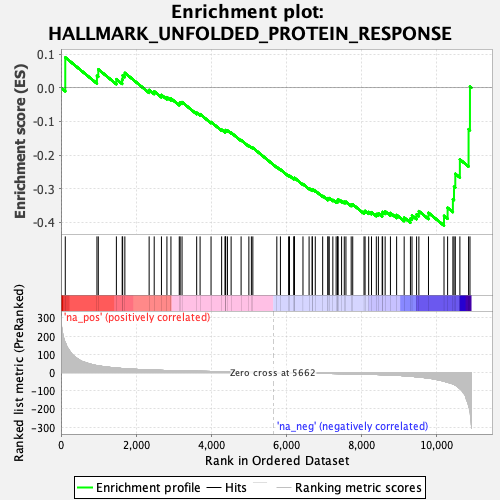 Enrichment plot:
HALLMARK_UNFOLDED_PROTEIN_RESPONSE
Enrichment score (ES)
0.1
0.0
-0.1
-0.2
-0.3
-0.4
Ranked list metric (PreRanked)
300
200
100
0
-100
-200
-300
'na_pos' (positively correlated)
Zero cross at 5662
'na_neg' (negatively correlated)
0
2,000
4,000
6,000
8,000
10,000
Rank in Ordered Dataset
Enrichment profile
Hits
Ranking metric scores